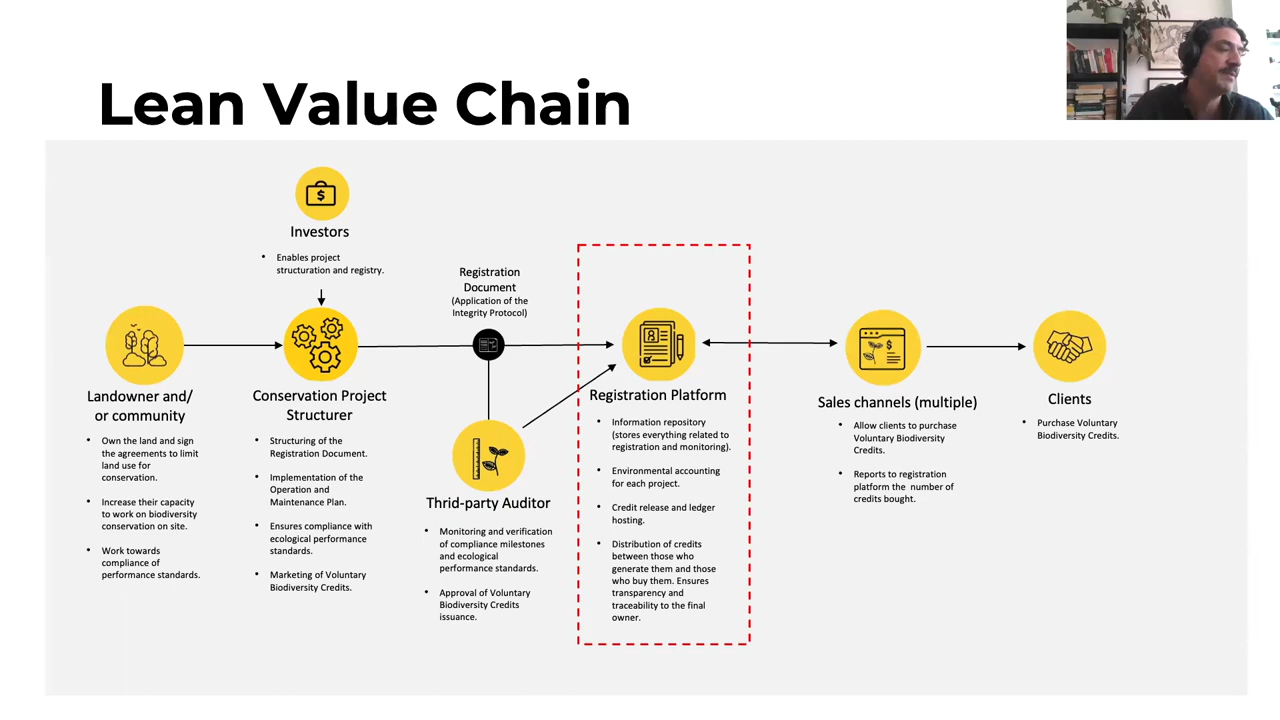 Lean Value Chain
Investors
• Enables project
structuration and registry.
Registration
Document
(Application of the
Integrity Protocol)
Landowner and/
or community
• Own the land and sign
the agreements to limit
land use for
conservation.
• Increase their capacity
to work on biodiversity
conservation on site.
• Work towards
compliance of
performance standards.
Conservation Project
Structurer
• Structuring of the
Registration Document.
• Implementation of the
Operation and
Maintenance Plan.
• Ensures compliance with
ecological performance
standards.
• Marketing of Voluntary
Biodiversity Credits.
Thrid-party Auditor
• Monitoring and verification
of compliance milestones
and ecological
performance standards.
• Approval of Voluntary
Biodiversity Credits
issuance.
Registration Platform
• Information repository
(stores everything related to
registration and monitoring).
• Environmental accounting
for each project.
• Credit release and ledger
hosting.
• Distribution of credits
between those who
generate them and those
who buy them. Ensures
transparency and
traceability to the final
owner.
Sales channels (multiple)
• Allow clients to purchase
Voluntary Biodiversity
Credits.
• Reports to registration
platform the number of
credits bought.
Clients
• Purchase Voluntary
Biodiversity Credits.